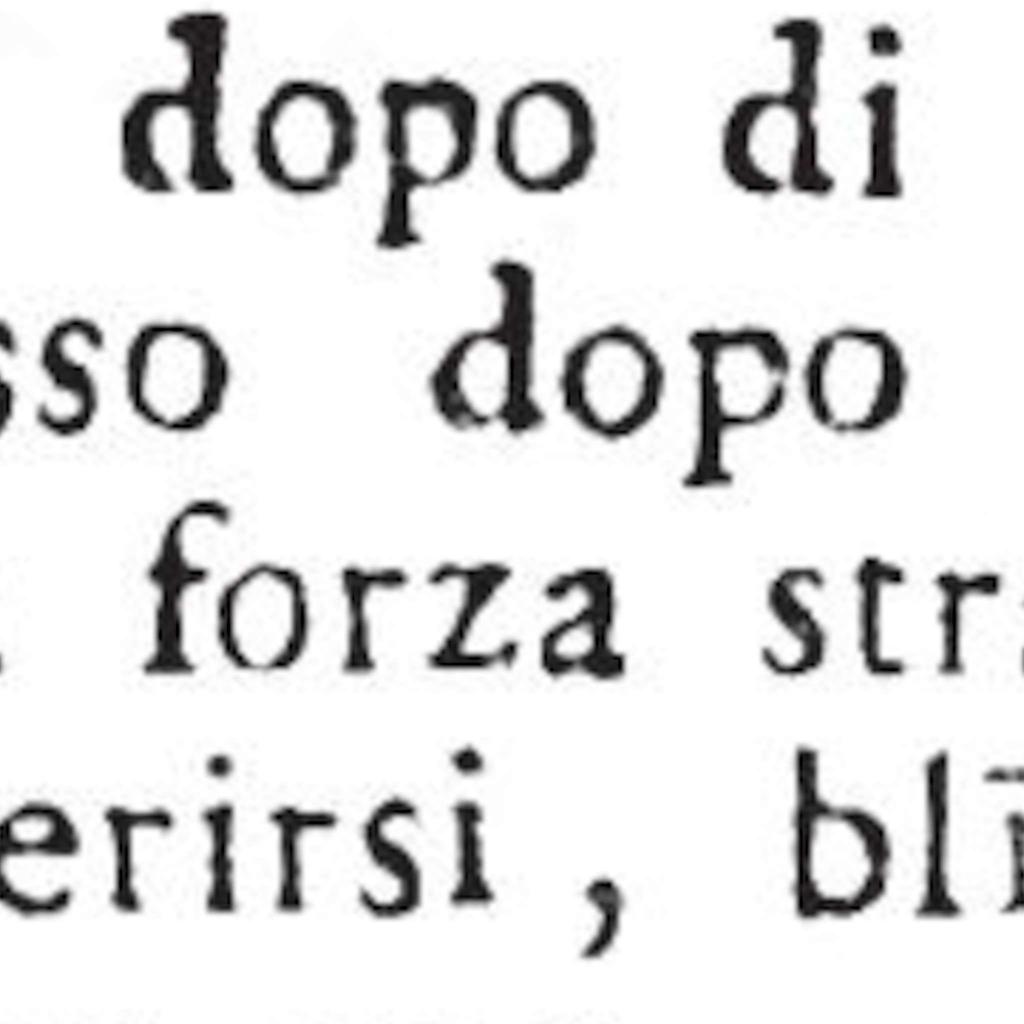 dopo di
sso dopo
forza str
erirsi, bl